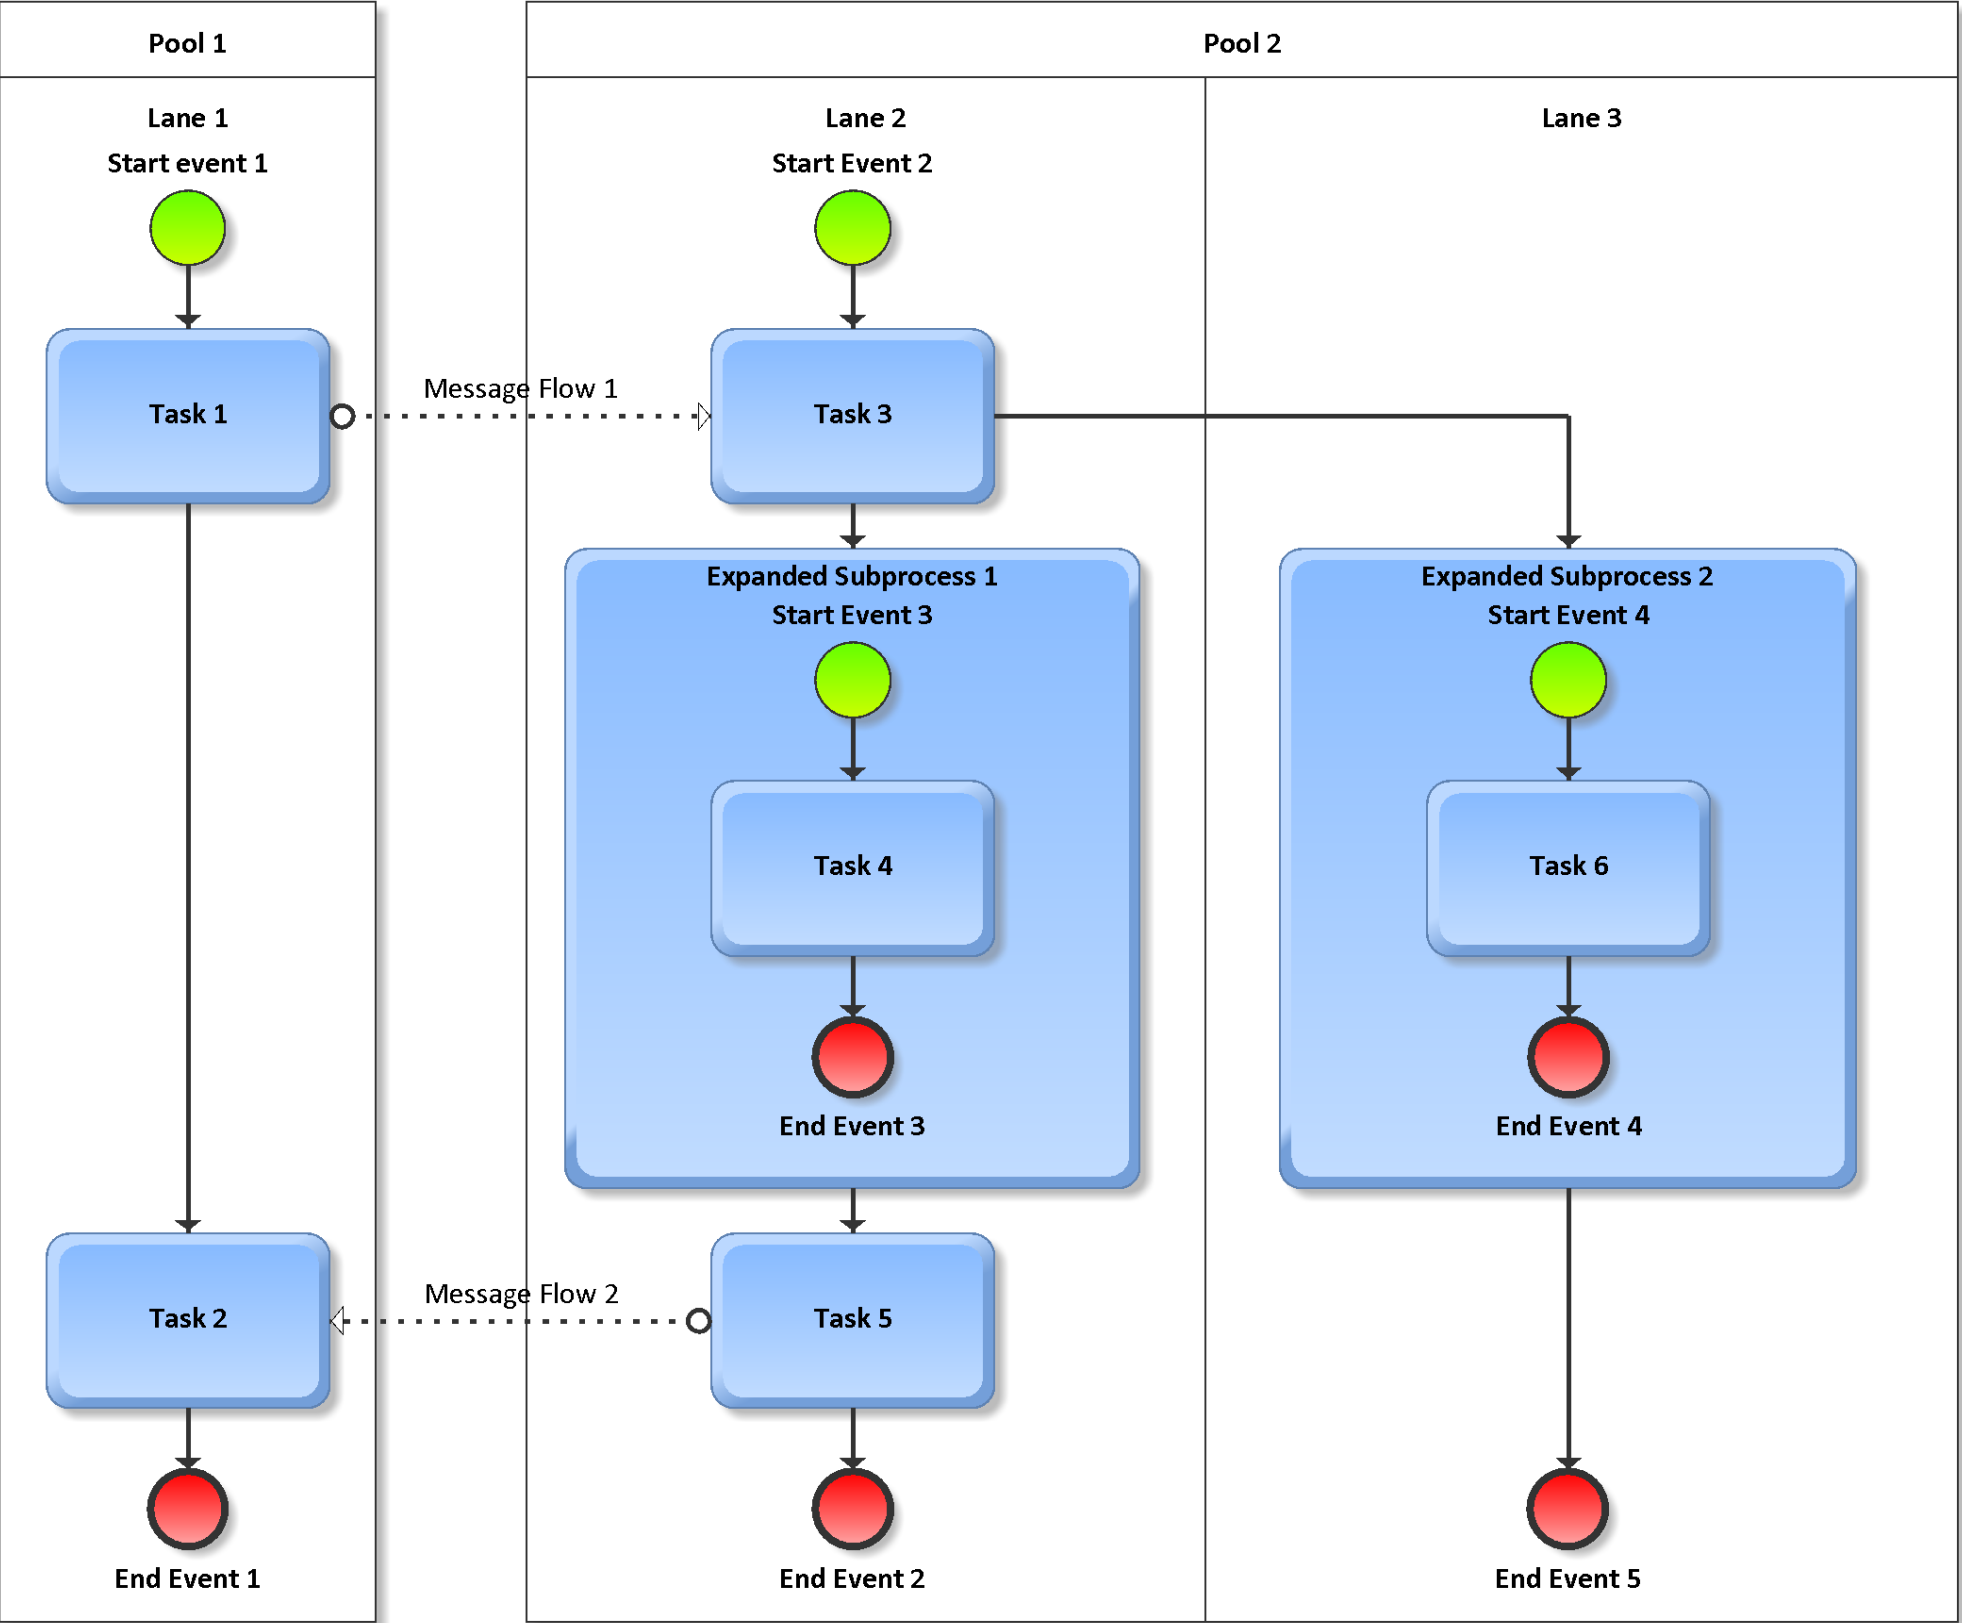 Pool 1
Pool 2
Lane 1
Lane 2
Lane 3
Start event 1
Start Event 2
Task 1
Message Flow 1
Task 3
Expanded Subprocess 1
Expanded Subprocess 2
Start Event 3
Start Event 4
Task 4
Task 6
End Event 3
End Event 4
Task 2
Message Flow 2
Task 5
End Event 1
End Event 2
End Event 5